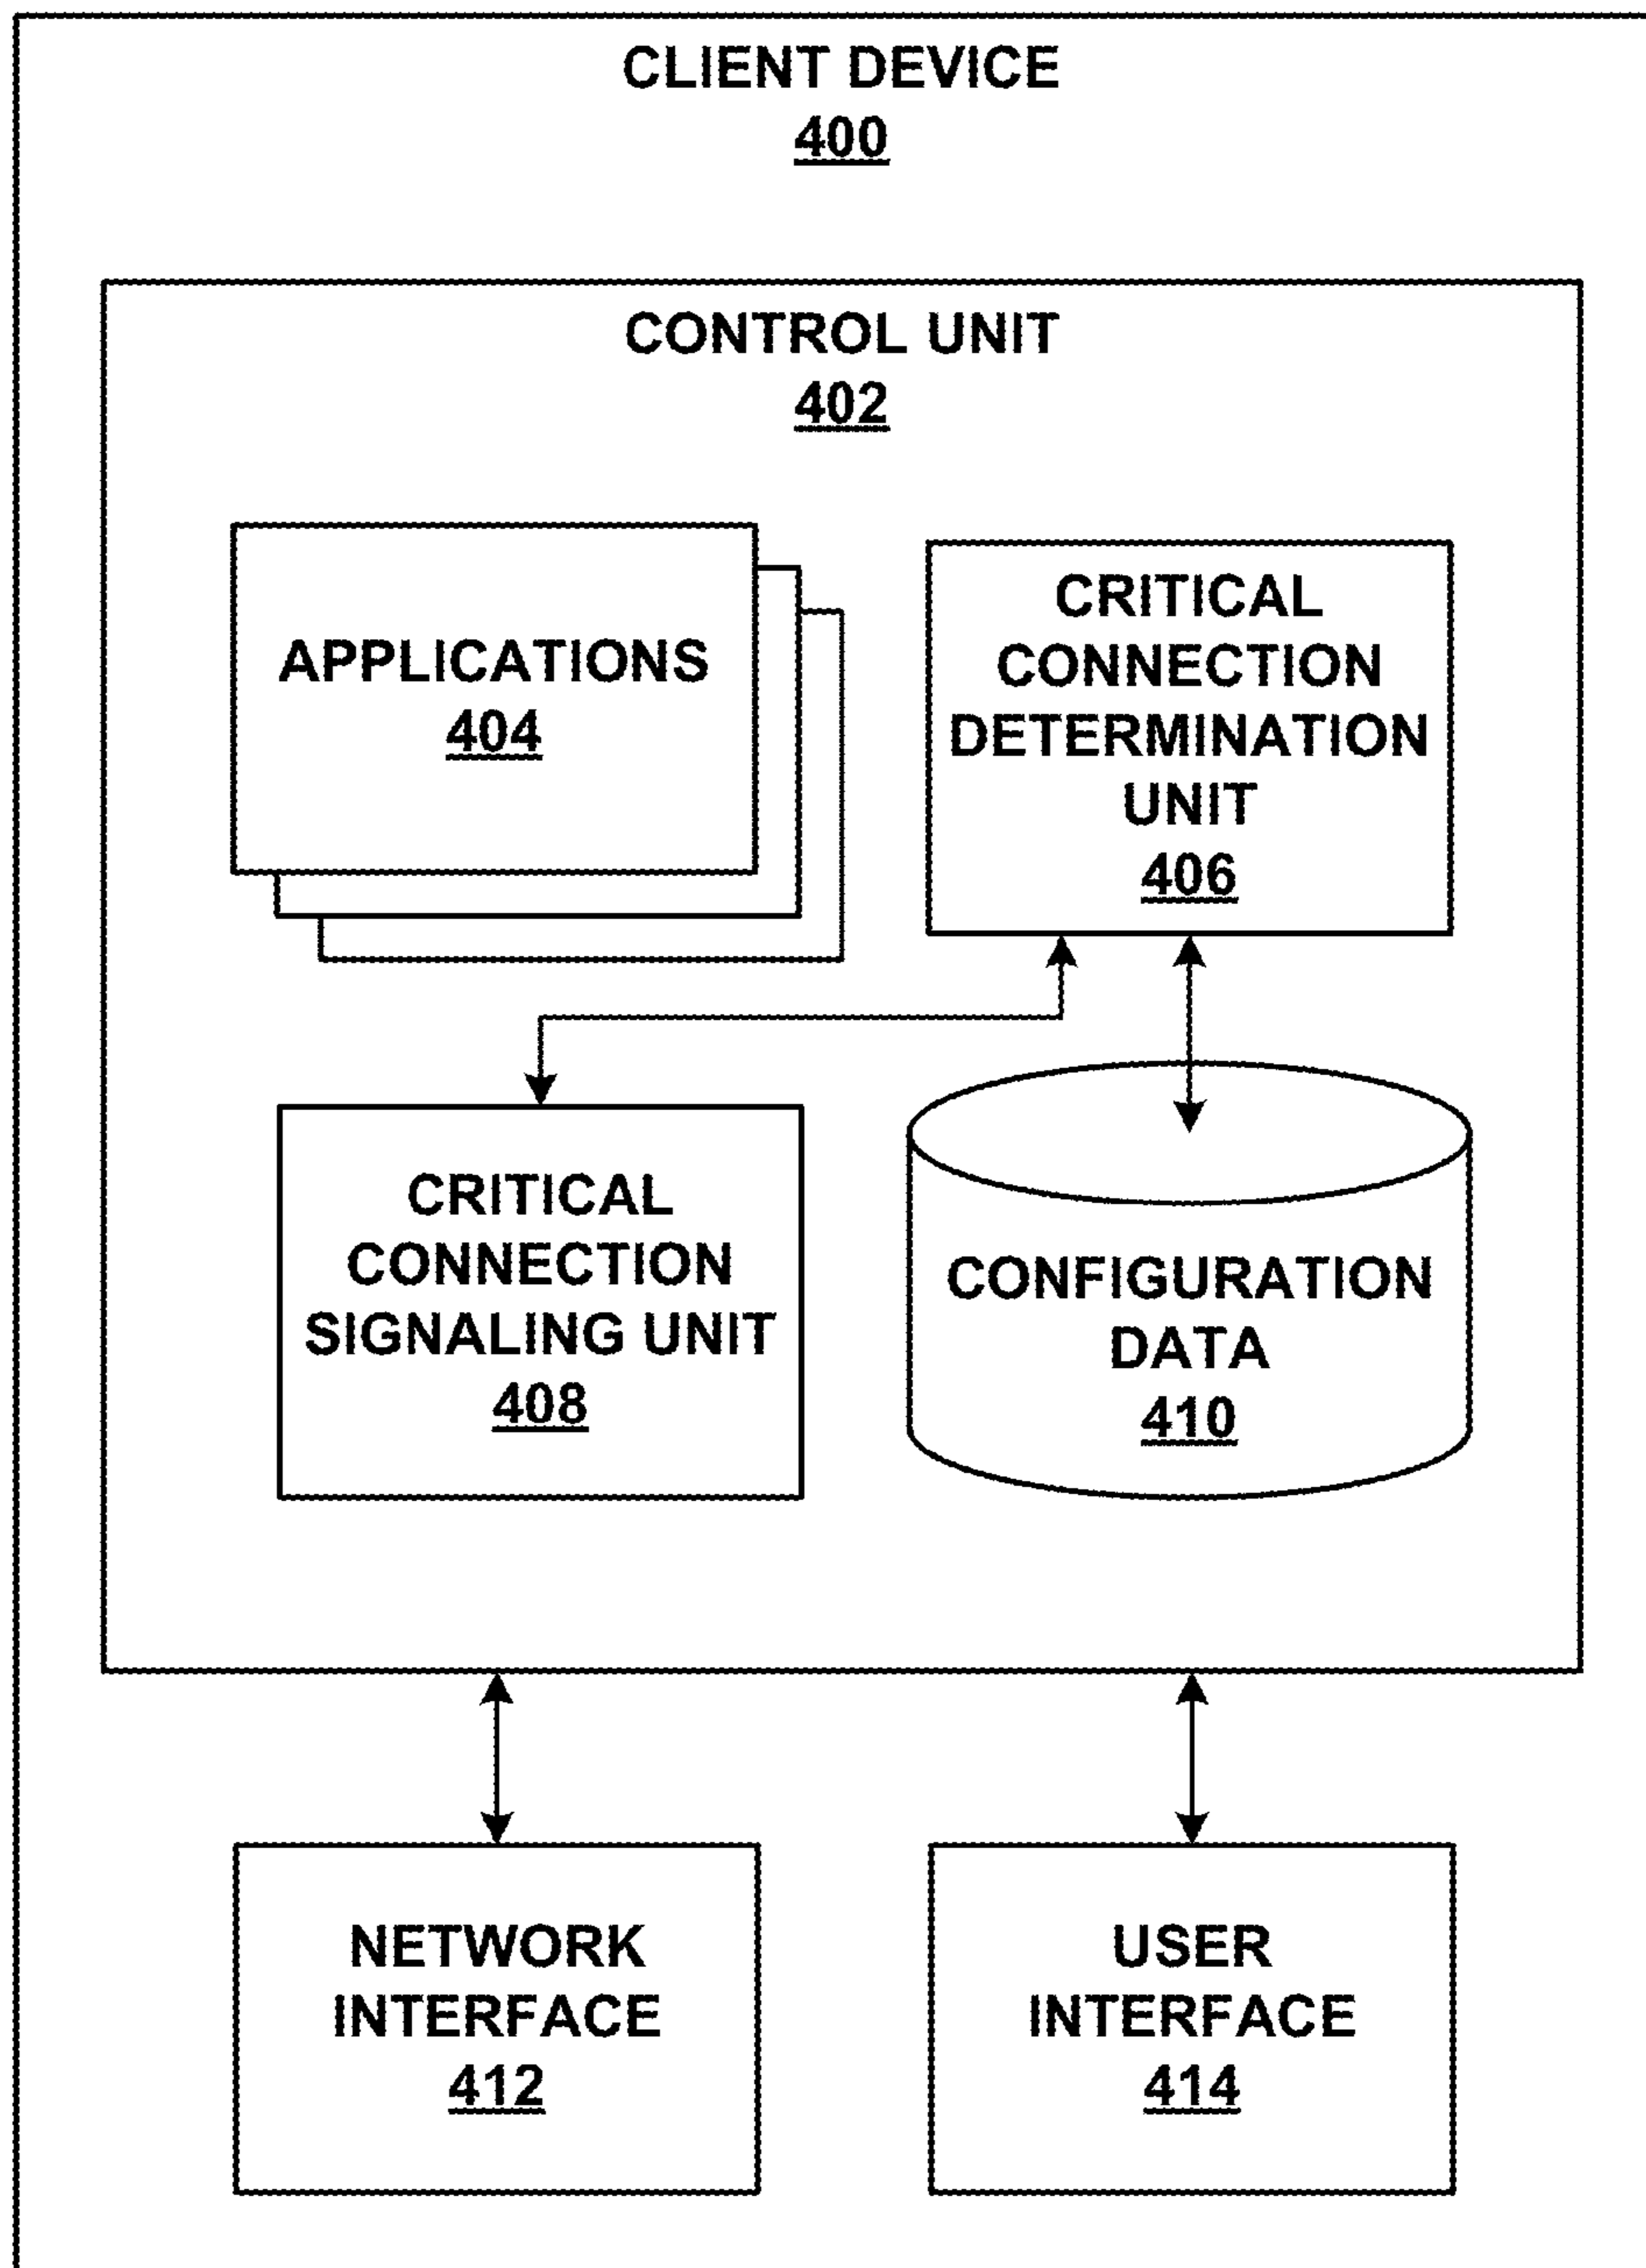 CLIENT DEVICE
400
CONTROL UNIT
402
APPLICATIONS
404
CRITICAL
CONNECTION
DETERMINATION
UNIT
406
CRITICAL
CONNECTION
SIGNALING UNIT
408
CONFIGURATION
DATA
410
NETWORK
INTERFACE
412
USER
INTERFACE
414